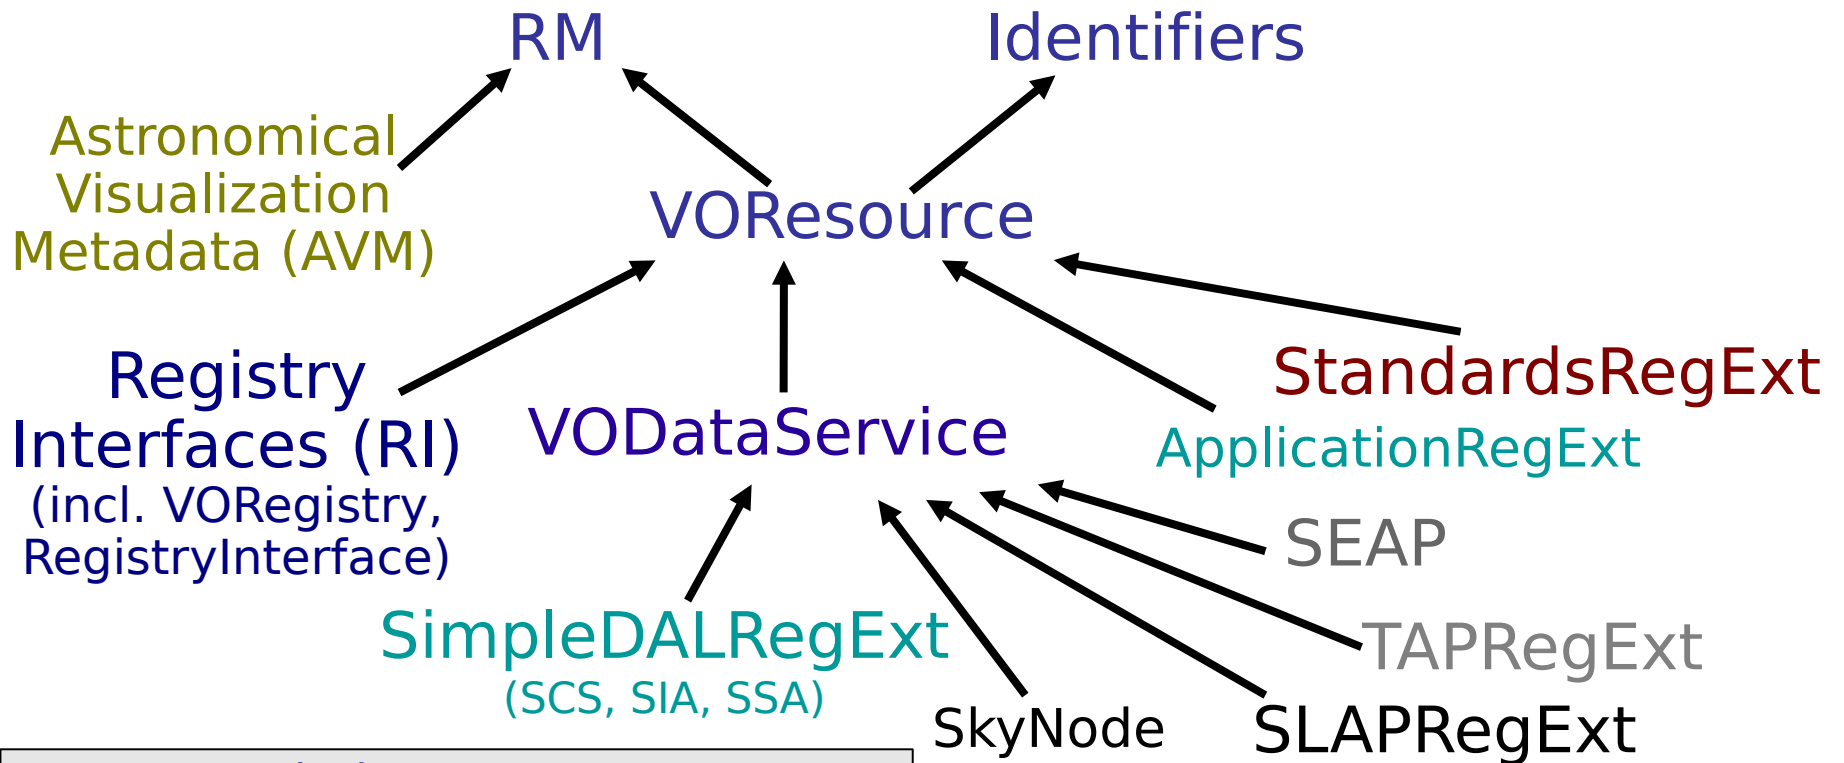 RM
Identifiers
Astronomical
Visualization
Metadata (AVM)
VOResource
Registry
Interfaces (RI)
(incl. VORegistry,
RegistryInterface)
VODataService
StandardsRegExt
ApplicationRegExt
SEAP
SimpleDALRegExt
(SCS, SIA, SSA)
TAPRegExt
SkyNode
SLAPRegExt